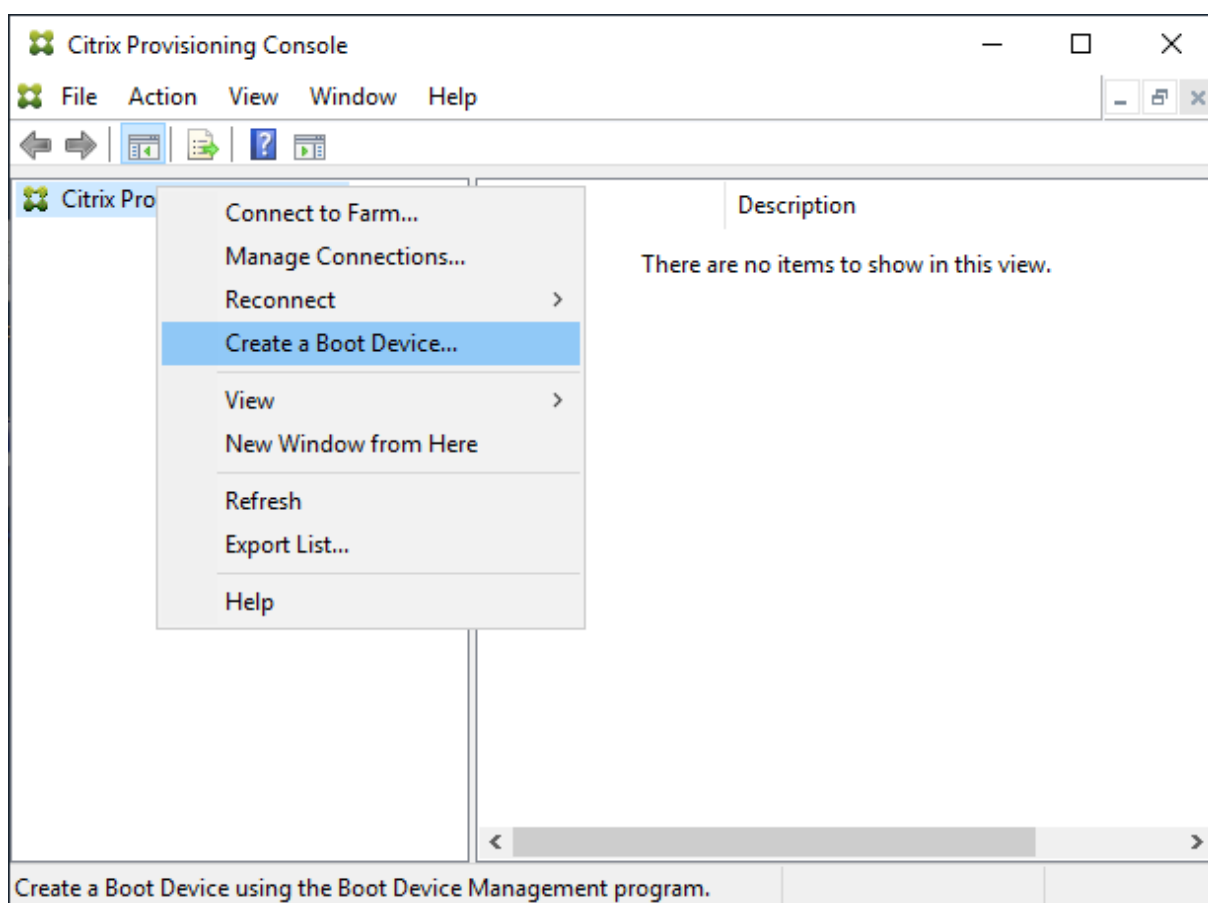 Citrix Provisioning Console
File Action View Window Help
Citrix Pro
Connect to Farm...
Manage Connections...
Reconnect
Create a Boot Device...
View
New Window from Here
Refresh
Export List...
Help
Description
There are no items to show in this view.
Create a Boot Device using the Boot Device Management program.